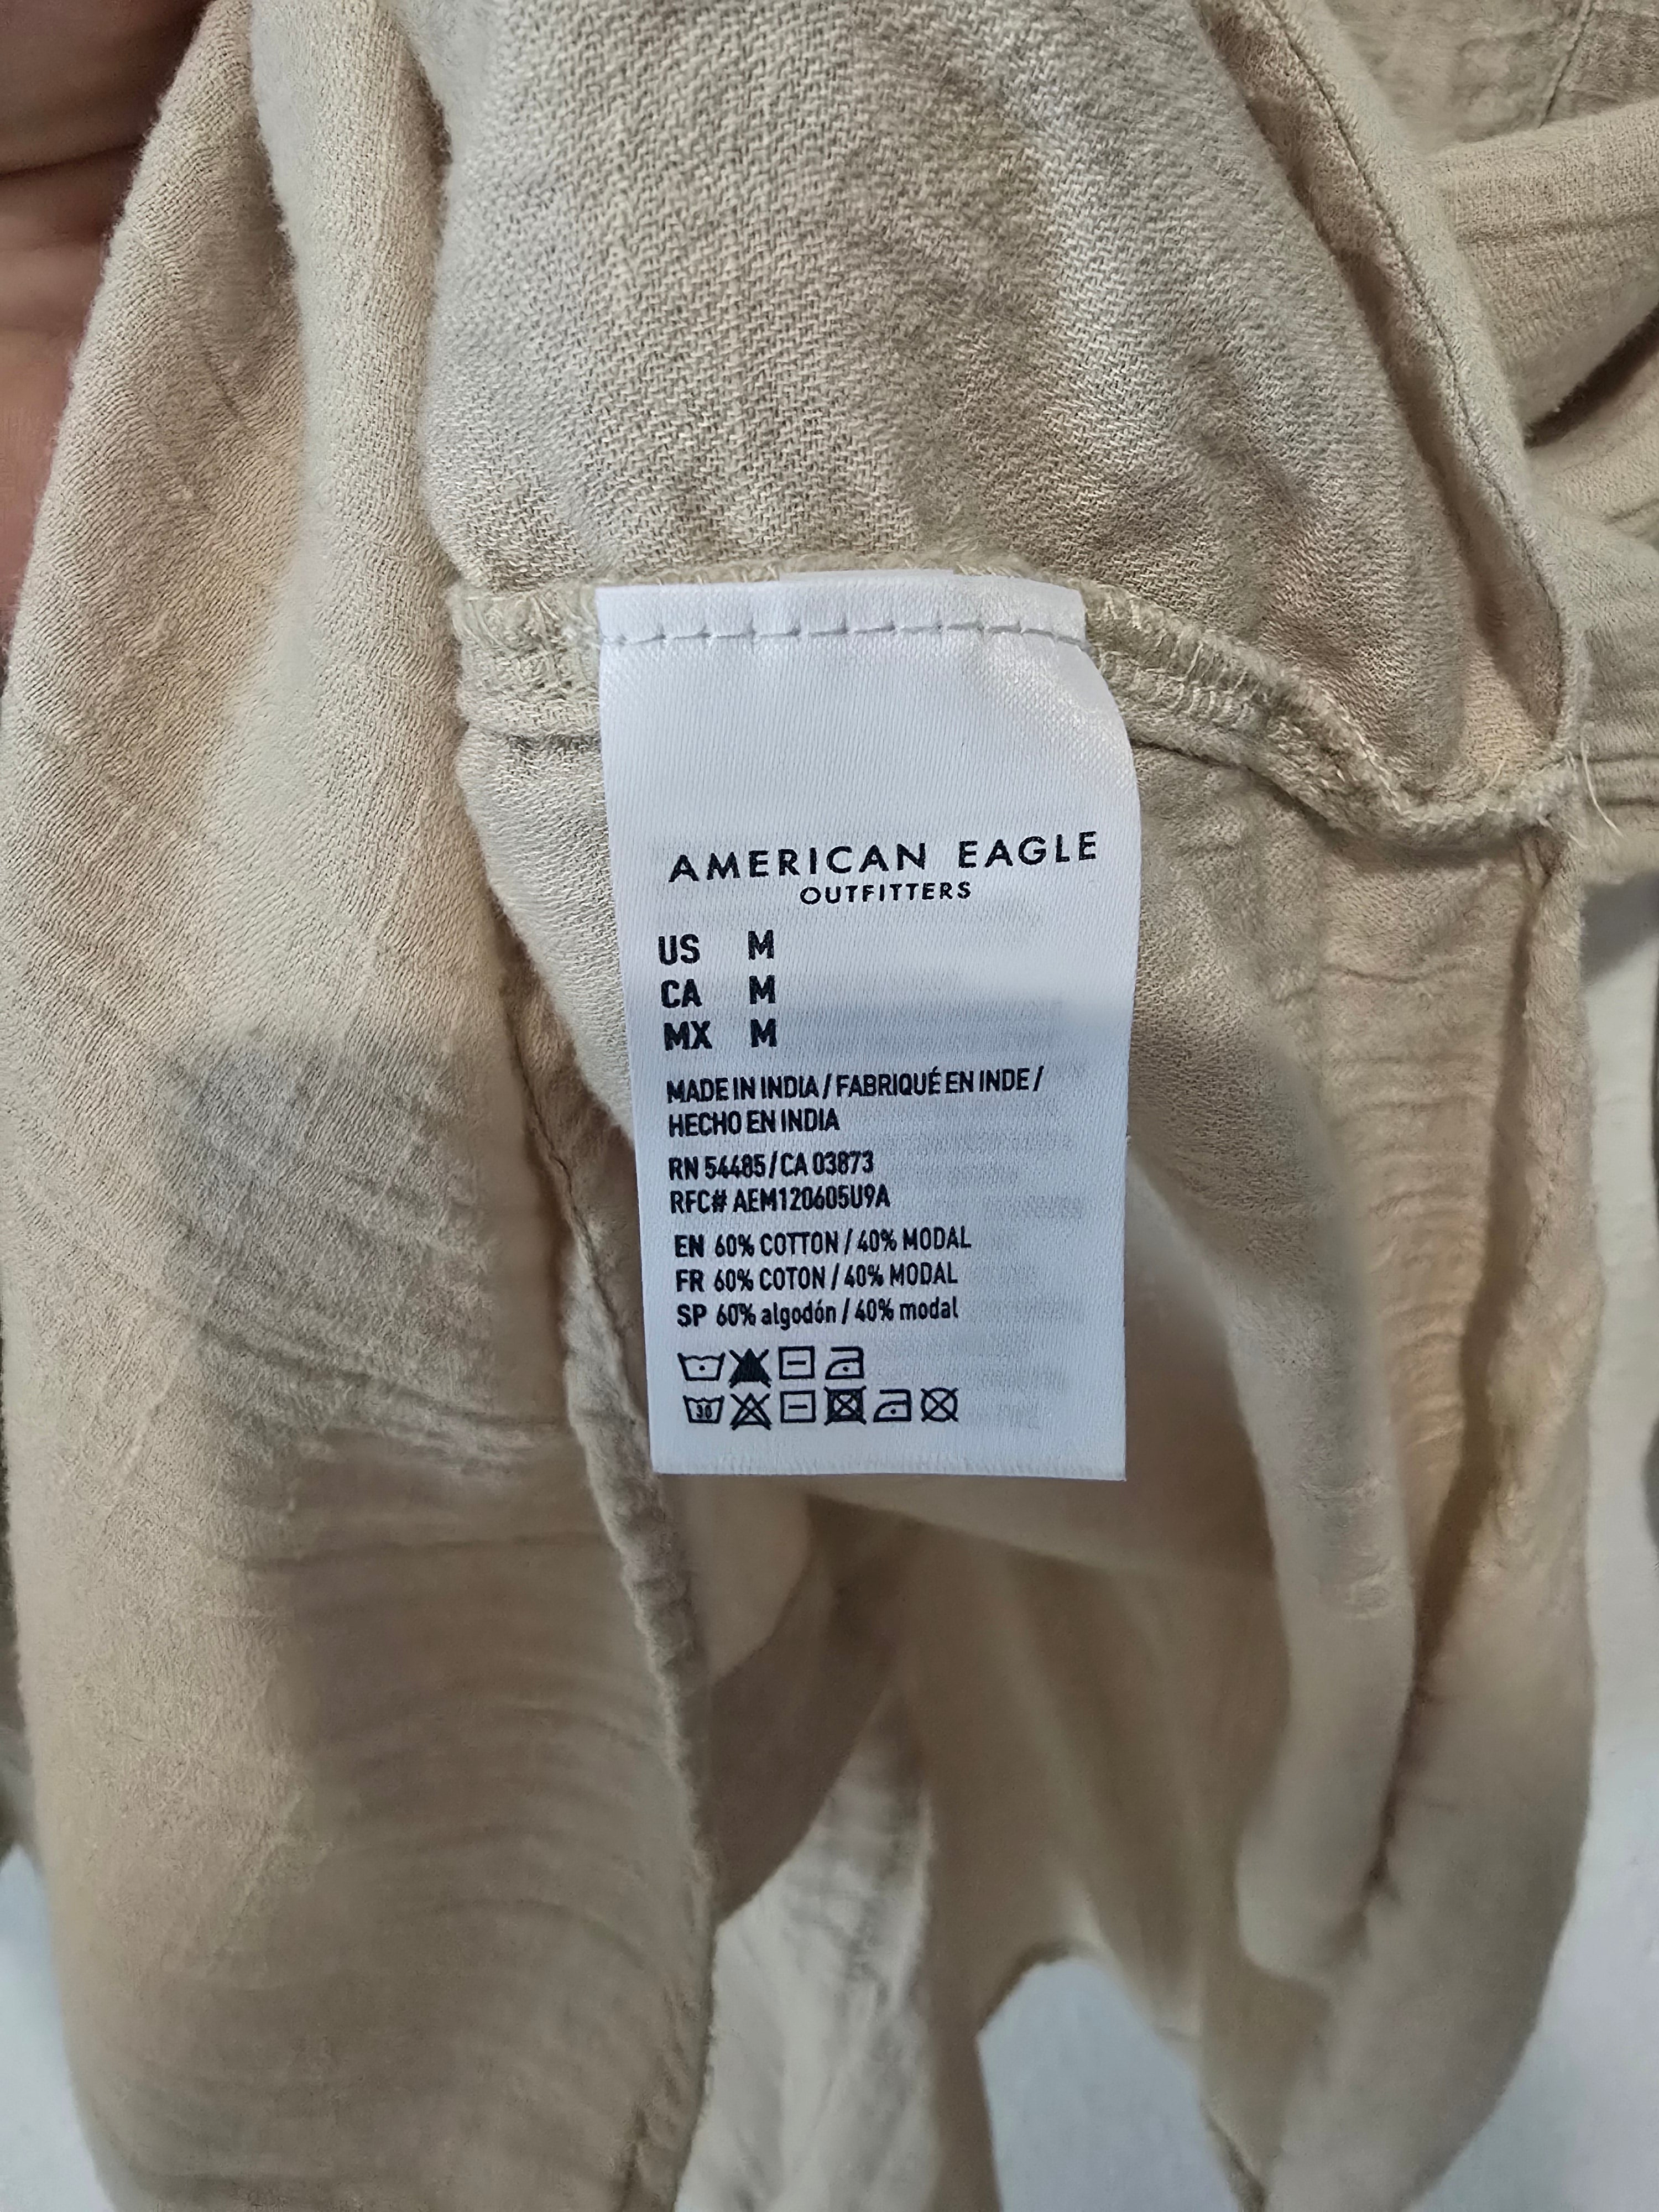 AMERICAN EAGLE
OUTFITTERS
US M
CA M
MX M
MADE IN INDIA / FABRIQUÉ EN INDE /
HECHO EN INDIA
RN 54485 / CA 03873
RFC# AEM120605U9A
EN 60% COTTON / 40% MODAL
FR 60% COTON / 40% MODAL
SP 60% algodón / 40% modal
30